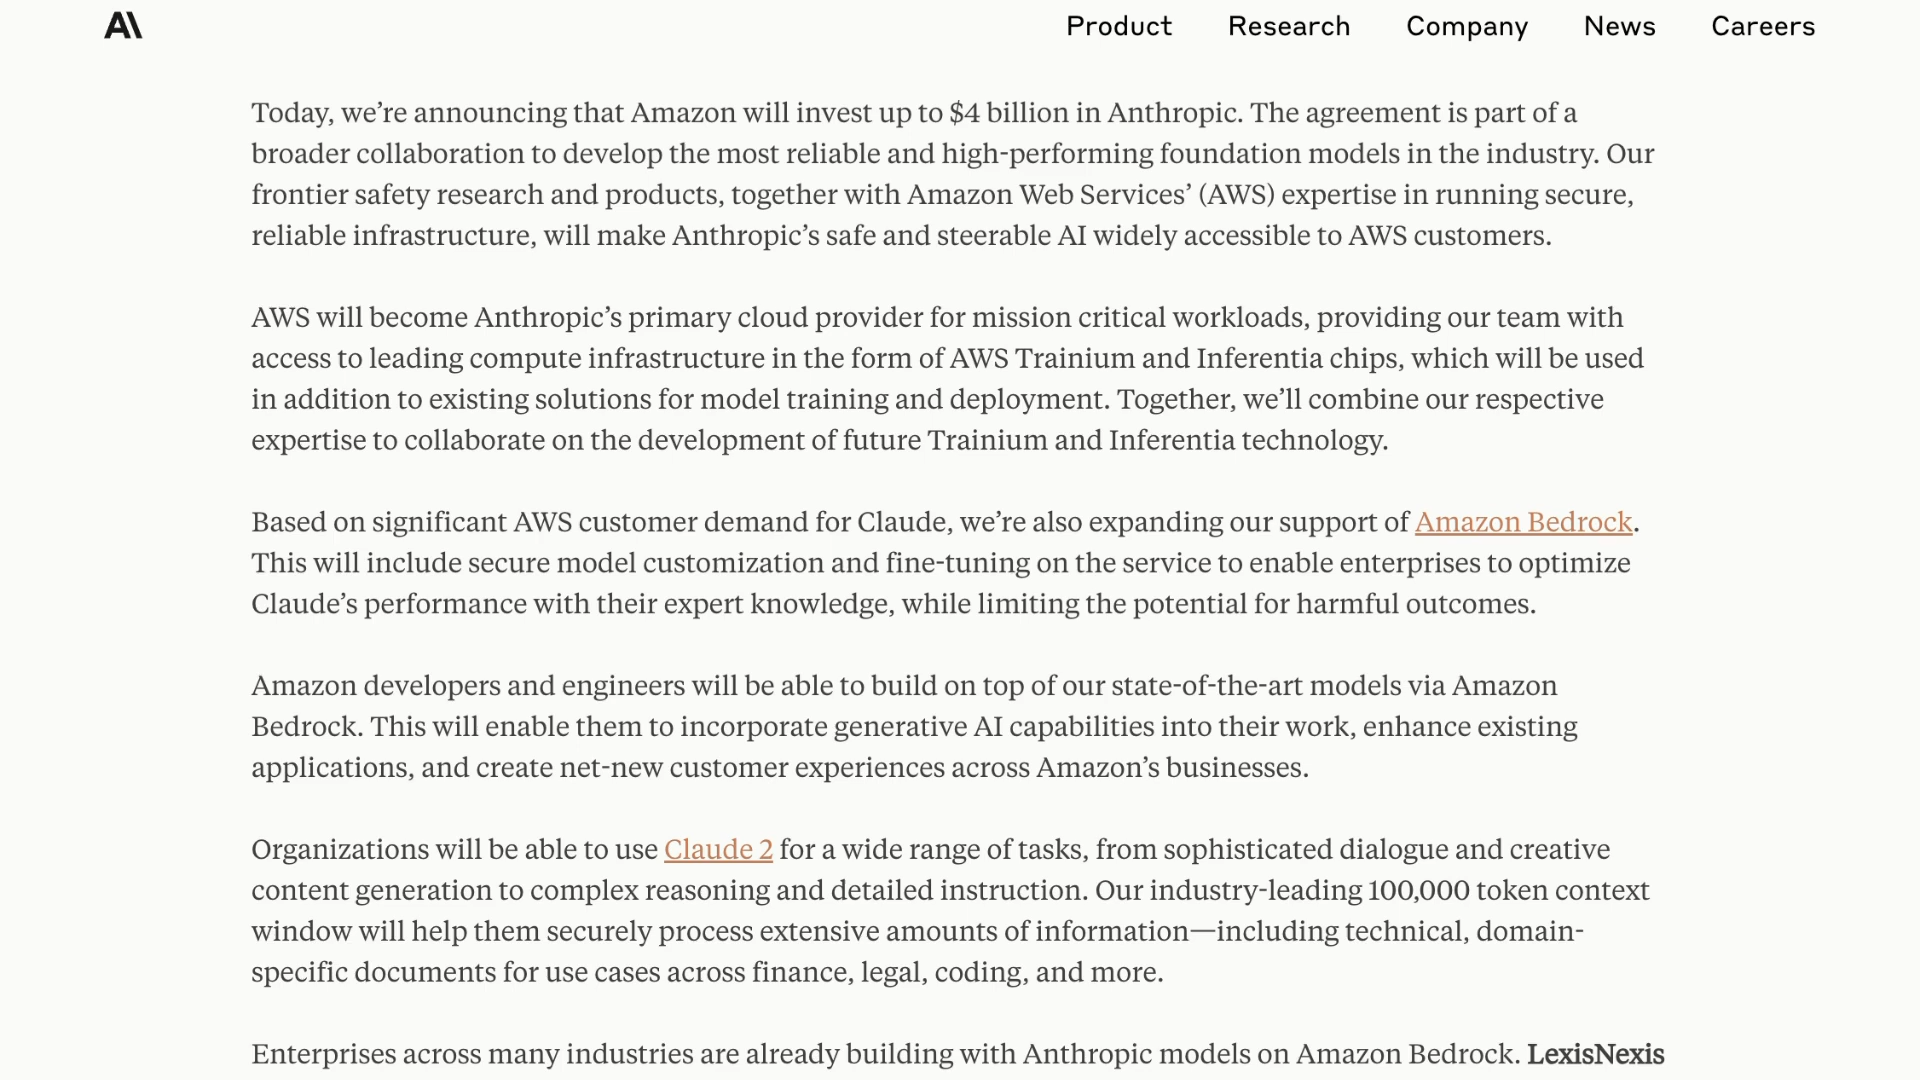 AI
Product Research Company News Careers
Today, we’re announcing that Amazon will invest up to $4 billion in Anthropic. The agreement is part of a
broader collaboration to develop the most reliable and high-performing foundation models in the industry. Our
frontier safety research and products, together with Amazon Web Services’ (AWS) expertise in running secure,
reliable infrastructure, will make Anthropic’s safe and steerable AI widely accessible to AWS customers.
AWS will become Anthropic’s primary cloud provider for mission critical workloads, providing our team with
access to leading compute infrastructure in the form of AWS Trainium and Inferentia chips, which will be used
in addition to existing solutions for model training and deployment. Together, we’ll combine our respective
expertise to collaborate on the development of future Trainium and Inferentia technology.
Based on significant AWS customer demand for Claude, we’re also expanding our support of Amazon Bedrock.
This will include secure model customization and fine-tuning on the service to enable enterprises to optimize
Claude’s performance with their expert knowledge, while limiting the potential for harmful outcomes.
Amazon developers and engineers will be able to build on top of our state-of-the-art models via Amazon
Bedrock. This will enable them to incorporate generative AI capabilities into their work, enhance existing
applications, and create net-new customer experiences across Amazon’s businesses.
Organizations will be able to use Claude 2 for a wide range of tasks, from sophisticated dialogue and creative
content generation to complex reasoning and detailed instruction. Our industry-leading 100,000 token context
window will help them securely process extensive amounts of information—including technical, domain-
specific documents for use cases across finance, legal, coding, and more.
Enterprises across many industries are already building with Anthropic models on Amazon Bedrock. LexisNexis